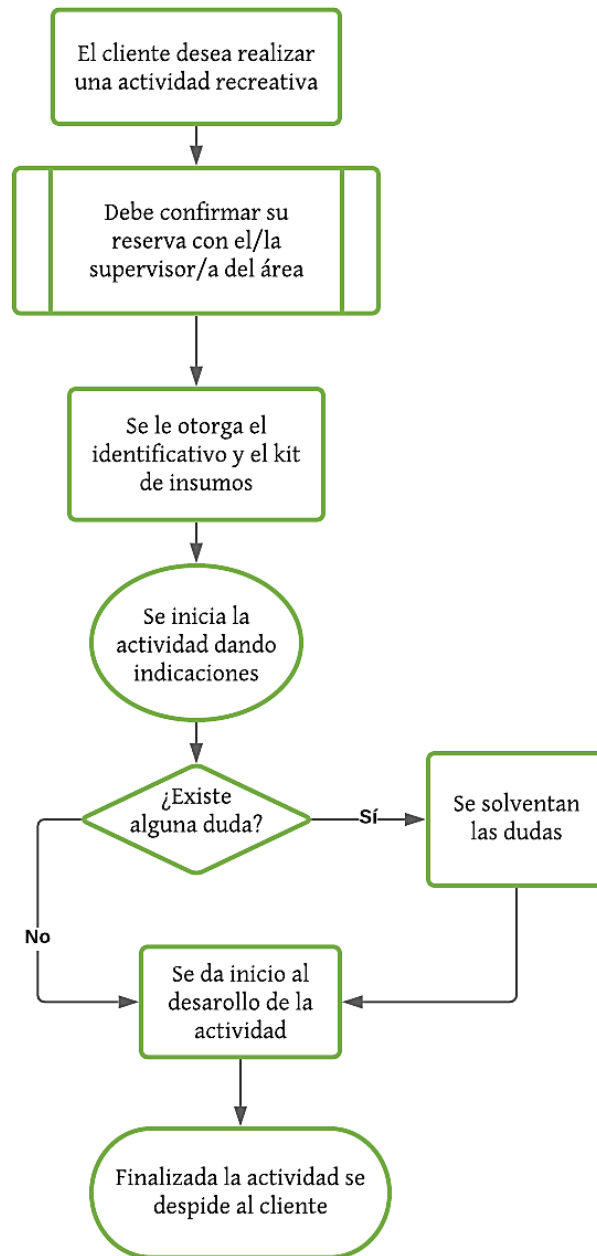 El cliente desea realizar
una actividad recreativa
Debe confirmar su
reserva con el/la
supervisor/a del área
Se le otorga el
identificativo y el kit
de insumos
Se inicia la
actividad dando
indicaciones
¿Existe
alguna duda?
Sí
Se solventan
las dudas
No
Se da inicio al
desarollo de la
actividad
Finalizada la actividad se
despide al cliente